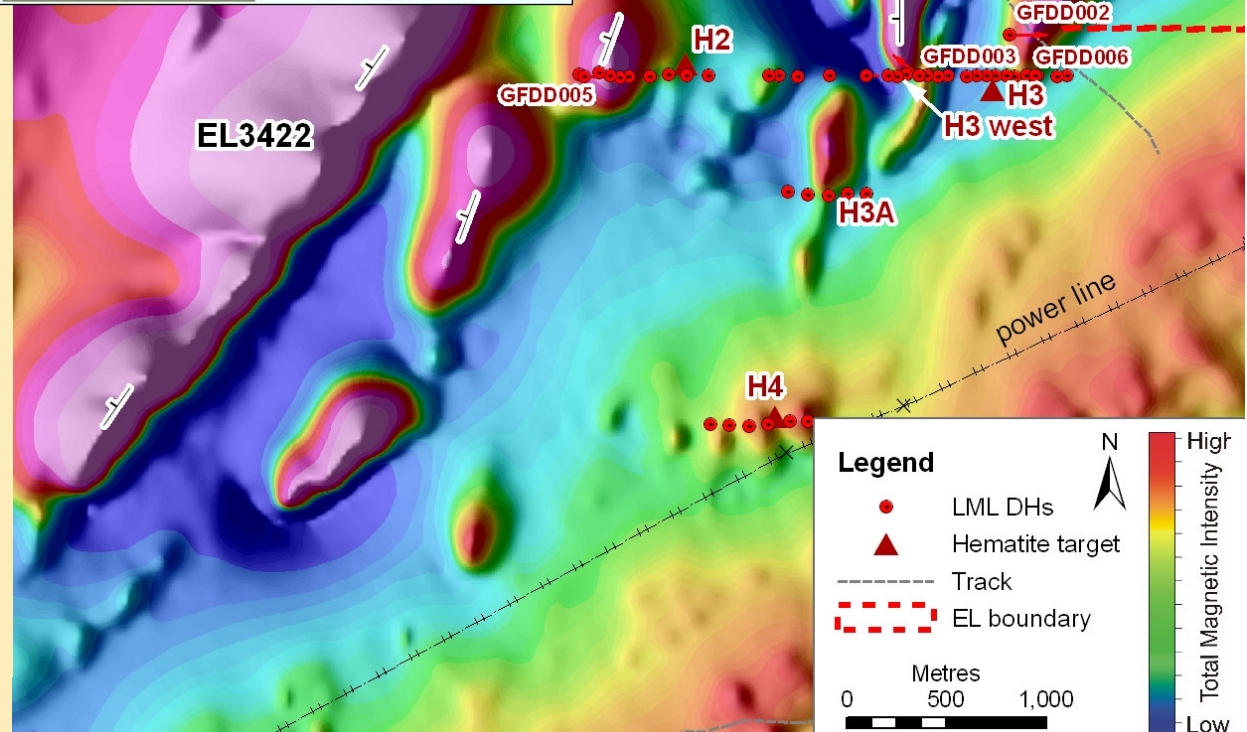 GFDD002
H2
GFDD003
GFDD006
GFDD005
H3
EL3422
H3 west
H3A
power line
H4
Legend
N
LML DHs
Hematite target
Track
EL boundary
Metres
0 500 1,000
High
Total Magnetic Intensity
Low